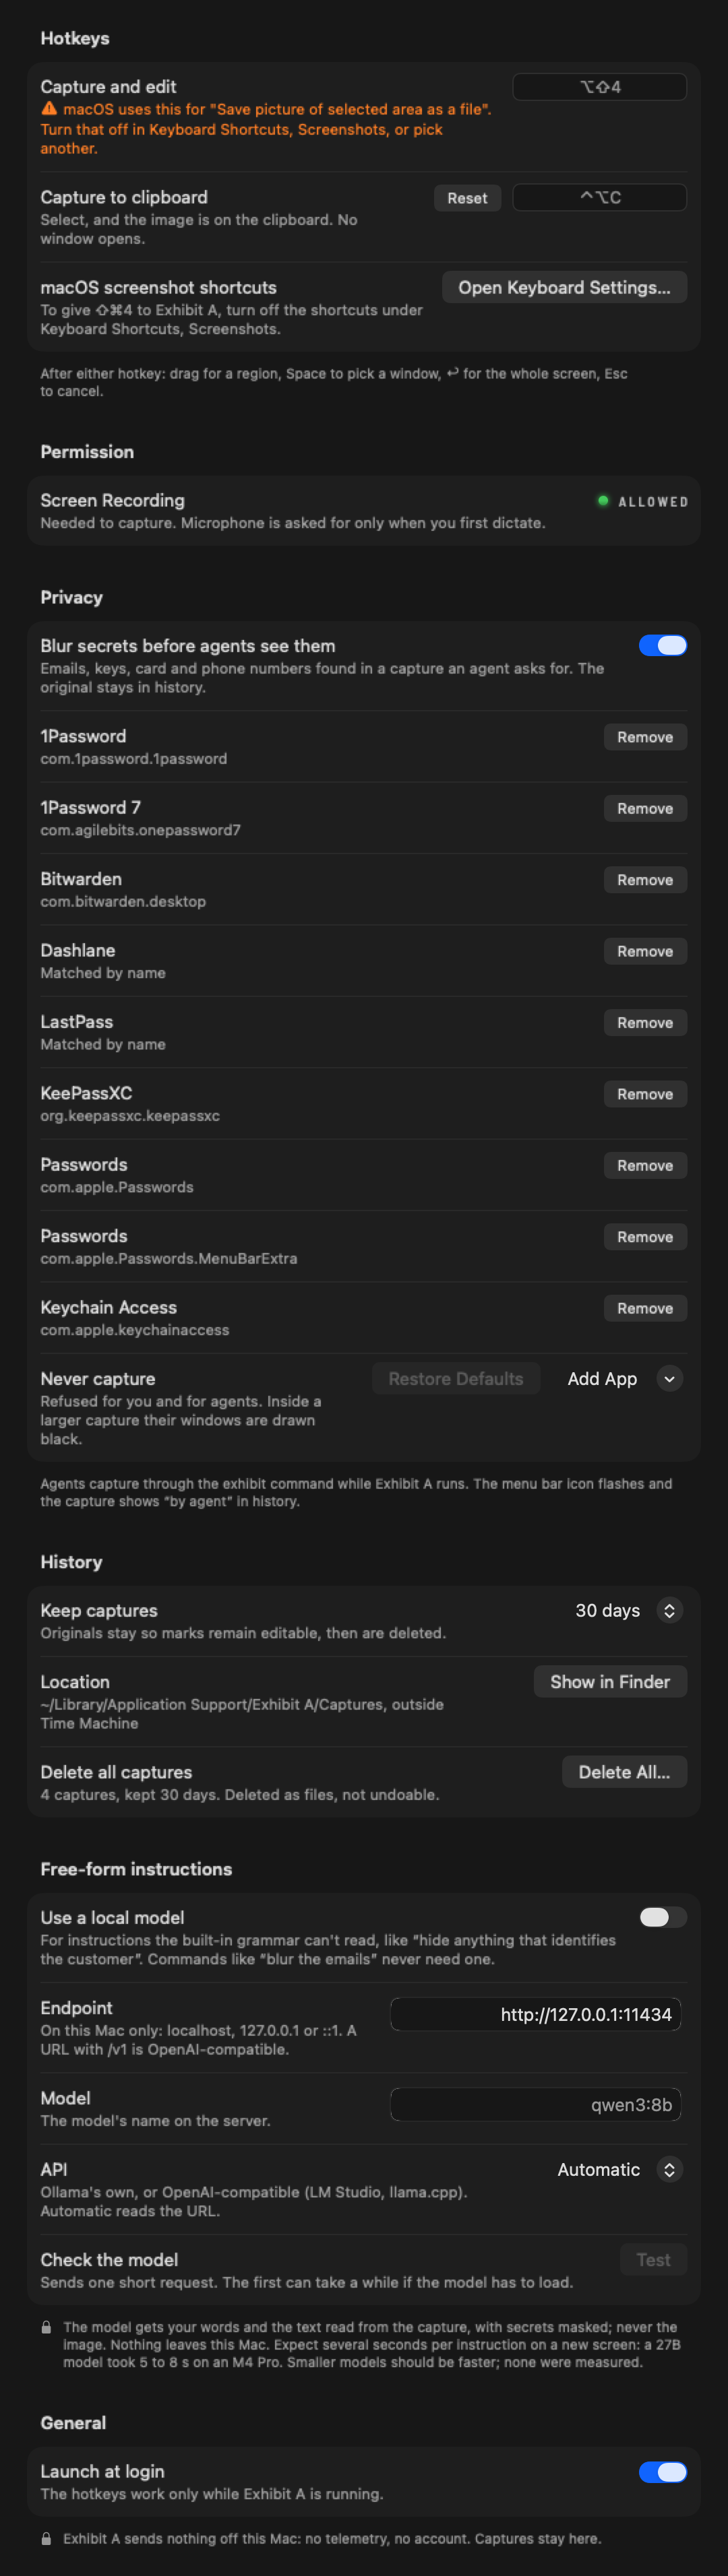 Hotkeys
Capture and edit
⌥⇧4
⚠ macOS uses this for "Save picture of selected area as a file".
Turn that off in Keyboard Shortcuts, Screenshots, or pick
another.
Capture to clipboard
Reset
⌃⌥C
Select, and the image is on the clipboard. No
window opens.
macOS screenshot shortcuts
Open Keyboard Settings...
To give ⇧⌘4 to Exhibit A, turn off the shortcuts under
Keyboard Shortcuts, Screenshots.
After either hotkey: drag for a region, Space to pick a window, ↩ for the whole screen, Esc
to cancel.
Permission
Screen Recording
ALLOWED
Needed to capture. Microphone is asked for only when you first dictate.
Privacy
Blur secrets before agents see them
Emails, keys, card and phone numbers found in a capture an agent asks for. The
original stays in history.
1Password
Remove
com.1password.1password
1Password 7
Remove
com.agilebits.onepassword7
Bitwarden
Remove
com.bitwarden.desktop
Dashlane
Remove
Matched by name
LastPass
Remove
Matched by name
KeePassXC
Remove
org.keepassxc.keepassxc
Passwords
Remove
com.apple.Passwords
Passwords
Remove
com.apple.Passwords.MenuBarExtra
Keychain Access
Remove
com.apple.keychainaccess
Never capture
Restore Defaults
Add App
Refused for you and for agents. Inside a
larger capture their windows are drawn
black.
Agents capture through the exhibit command while Exhibit A runs. The menu bar icon flashes and
the capture shows “by agent” in history.
History
Keep captures
30 days
Originals stay so marks remain editable, then are deleted.
Location
Show in Finder
~/Library/Application Support/Exhibit A/Captures, outside
Time Machine
Delete all captures
Delete All...
4 captures, kept 30 days. Deleted as files, not undoable.
Free-form instructions
Use a local model
For instructions the built-in grammar can't read, like “hide anything that identifies
the customer”. Commands like “blur the emails” never need one.
Endpoint
http://127.0.0.1:11434
On this Mac only: localhost, 127.0.0.1 or ::1. A
URL with /v1 is OpenAI-compatible.
Model
qwen3:8b
The model's name on the server.
API
Automatic
Ollama's own, or OpenAI-compatible (LM Studio, llama.cpp).
Automatic reads the URL.
Check the model
Test
Sends one short request. The first can take a while if the model has to load.
The model gets your words and the text read from the capture, with secrets masked; never the
image. Nothing leaves this Mac. Expect several seconds per instruction on a new screen: a 27B
model took 5 to 8 s on an M4 Pro. Smaller models should be faster; none were measured.
General
Launch at login
The hotkeys work only while Exhibit A is running.
Exhibit A sends nothing off this Mac: no telemetry, no account. Captures stay here.